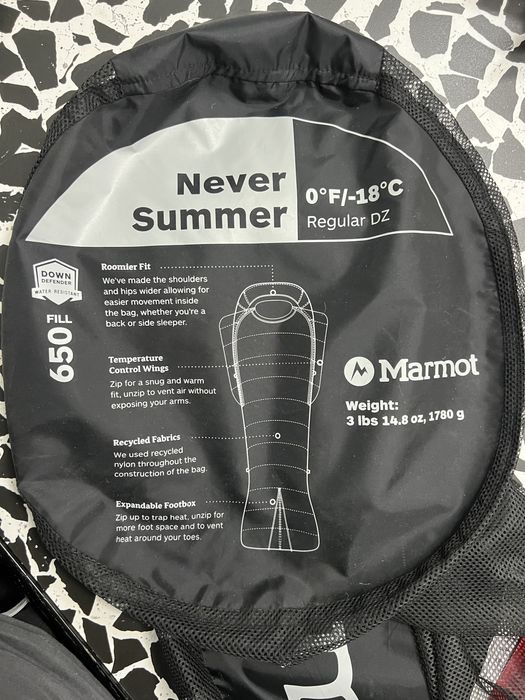 Never
Summer
0°F/-18°C
Regular DZ
DOWN
DEFENDER
WATER-RESISTANT
650 FILL
Roomier Fit
We've made the shoulders
and hips wider allowing for
easier movement inside
the bag, whether you're a
back or side sleeper.
Temperature
Control Wings
Zip for a snug and warm
fit, unzip to vent air without
exposing your arms.
Marmot
Weight:
3 lbs 14.8 oz, 1780 g
Recycled Fabrics
We used recycled
nylon throughout the
construction of the bag.
Expandable Footbox
Zip up to trap heat, unzip for
more foot space and to vent
heat around your toes.